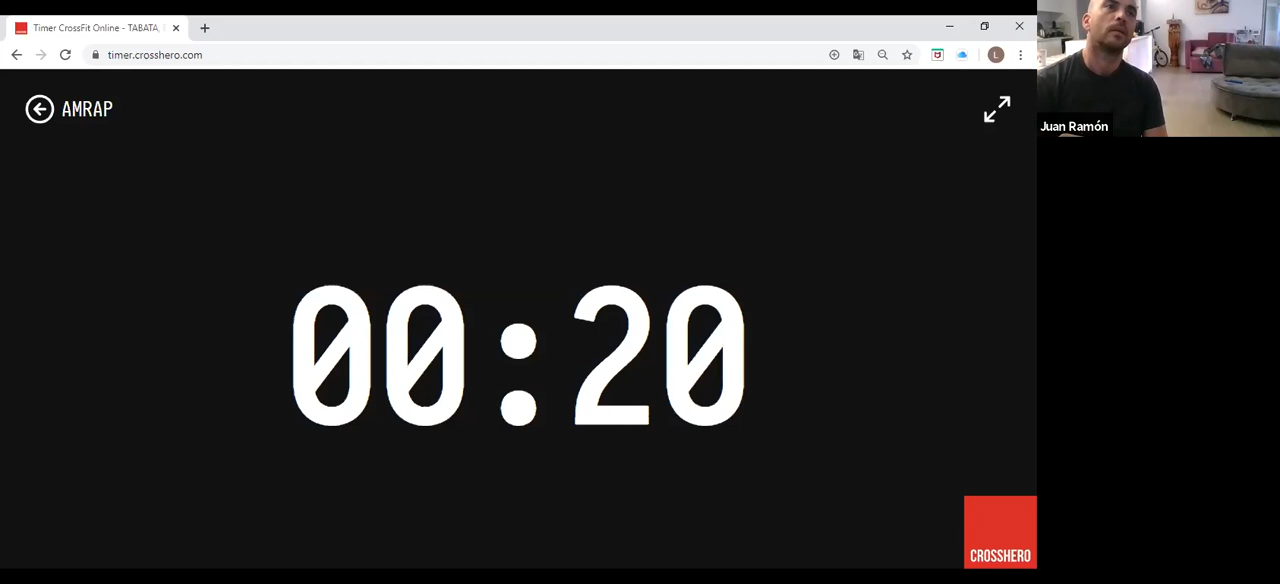 Timer CrossFit Online - TABATA,
timer.crosshero.com
L
AMRAP
Juan Ramón
00:20
CROSSHERO